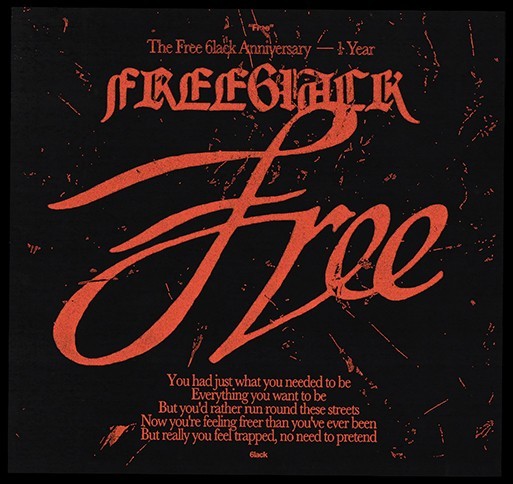 "Free"
The Free 6lack Anniversary — 1 Year
FREE6LACK
Free
You had just what you needed to be
Everything you want to be
But you'd rather run round these streets
Now you're feeling freer than you've ever been
But really you feel trapped, no need to pretend
6lack